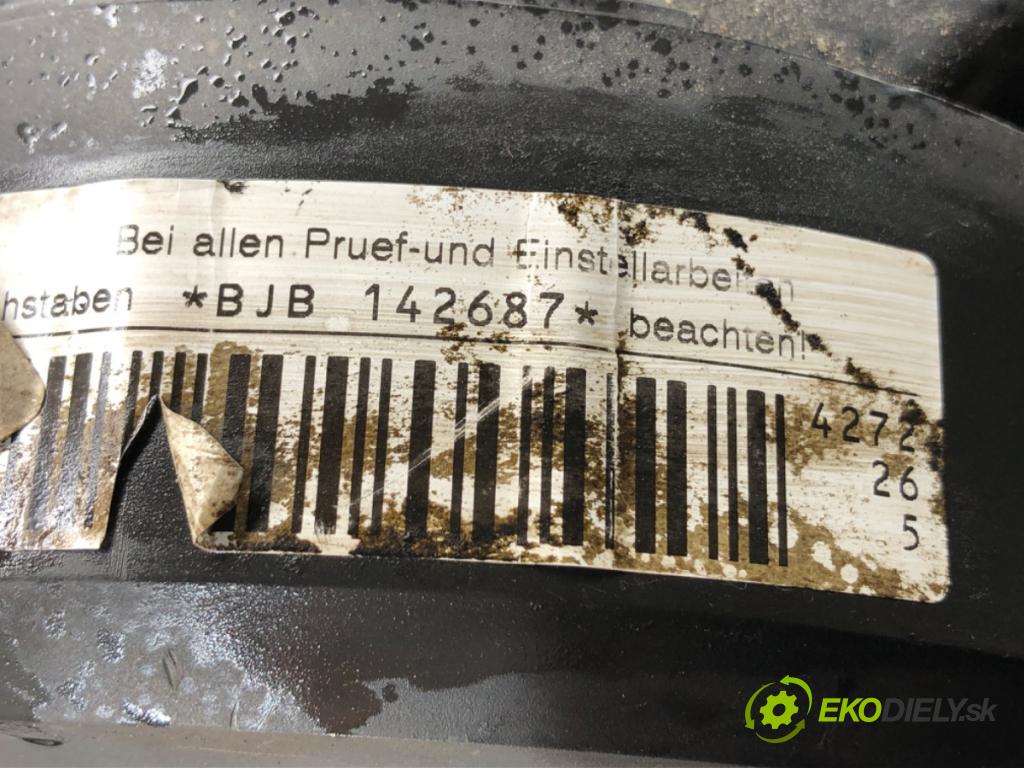 Bei allen Pruef-und Einstellarbeiten
hstaben *BJB 142687* beachten!
4272
26
5
EKODIELY.sk